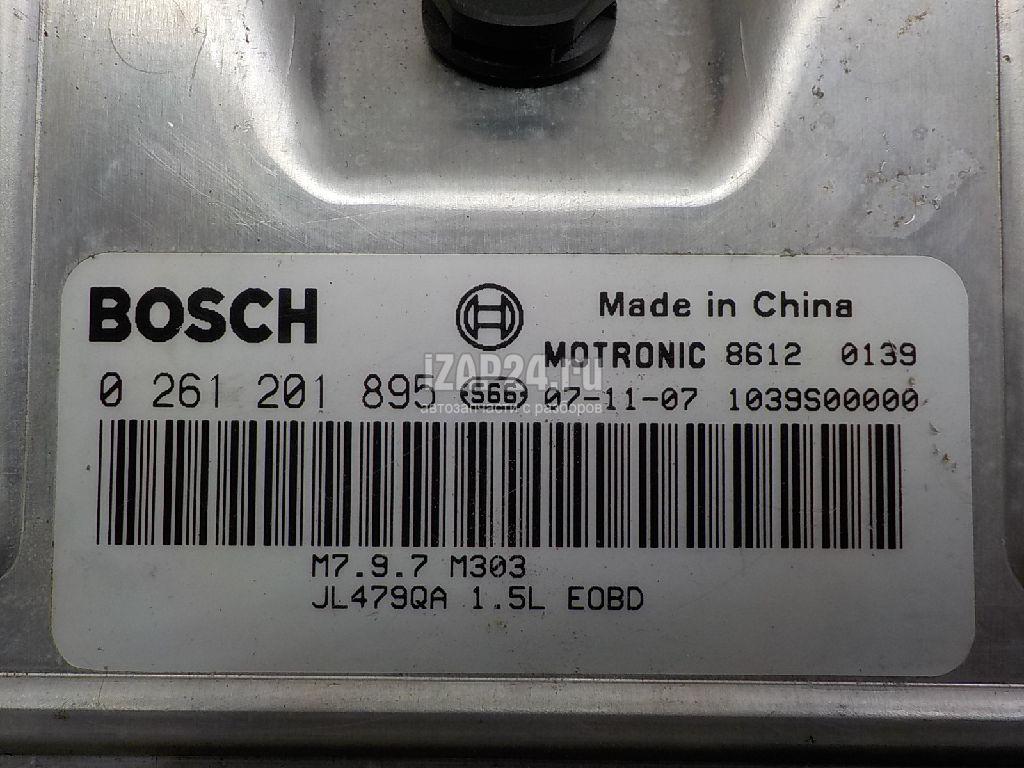 BOSCH
Made in China
MOTRONIC 8612 0139
0 261 201 895 S66 07-11-07 1039S00000
iZAP24.ru
автозапчасти с разборов
M7.9.7 M303
JL479QA 1.5L EOBD